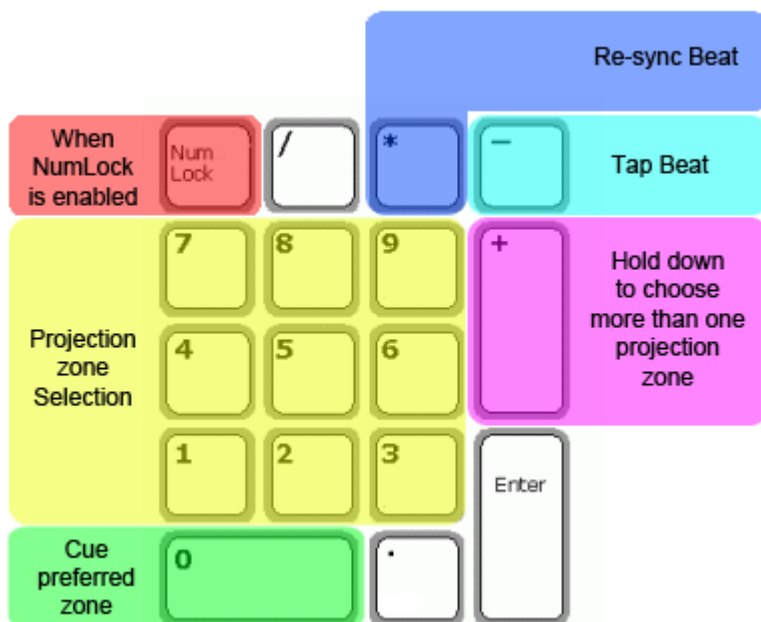 Re-sync Beat
When
NumLock
is enabled
Num
Lock
/
*
–
Tap Beat
7
8
9
+
Hold down
to choose
more than one
projection
zone
Projection
zone
Selection
4
5
6
1
2
3
Enter
Cue
preferred
zone
0
.